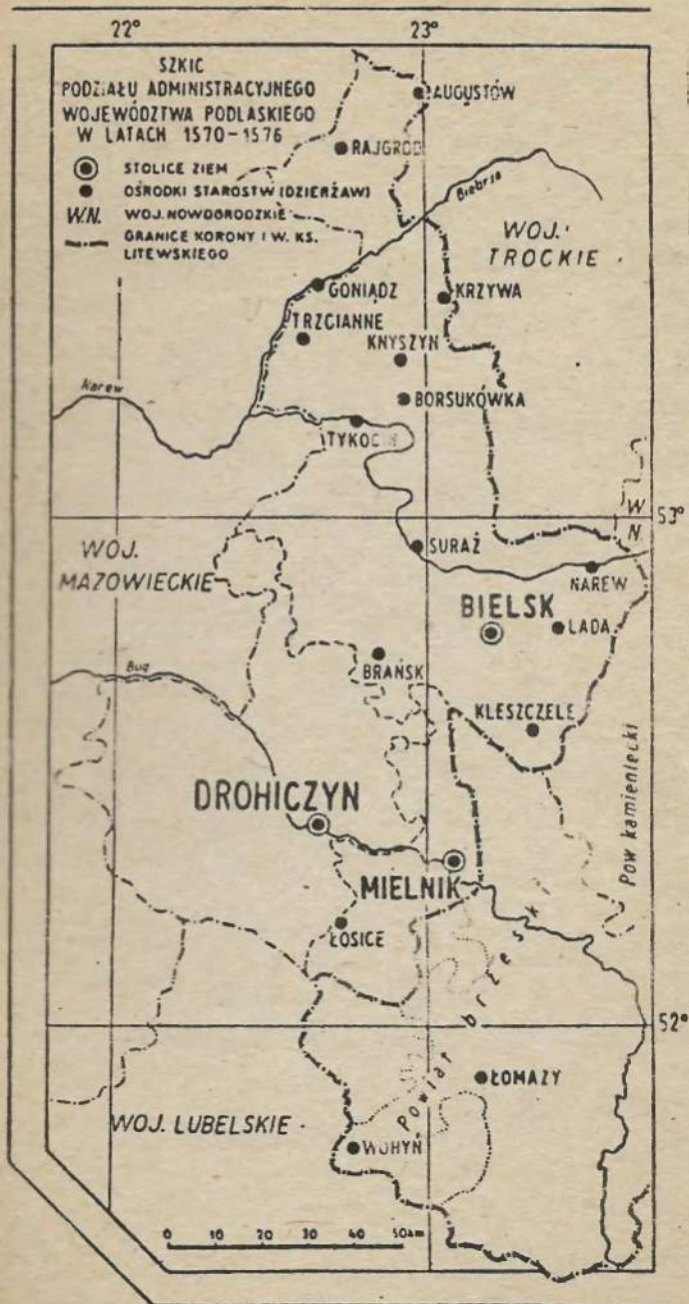 22° 23°
SZKIC
PODZIAŁU ADMINISTRACYJNEGO
WOJEWÓDZTWA PODLASKIEGO
W LATACH 1570-1576
STOLICE ZIEM
OŚRODKI STAROSTW (DZIERŻAW)
W.N. WOJ. NOWOGRODZKIE
GRANICE KORONY I W. KS.
LITEWSKIEGO
AUGUSTÓW
RAJGRÓD
Biebrza
WOJ.
TROCKIE
GONIĄDZ
KRZYWA
TRZCIANNE
KNYSZYN
Narew
BORSUKÓWKA
TYKOCIN
W
N
53°
WOJ.
MAZOWIECKIE
SURAŻ
NAREW
BIELSK
LADA
BRAŃSK
Bug
KLESZCZELE
Pow kamieniecki
DROHICZYN
MIELNIK
ŁOSICE
52°
Powiat brzeski
ŁOMAZY
WOJ. LUBELSKIE
WOHYŃ
0 10 20 30 40 50km